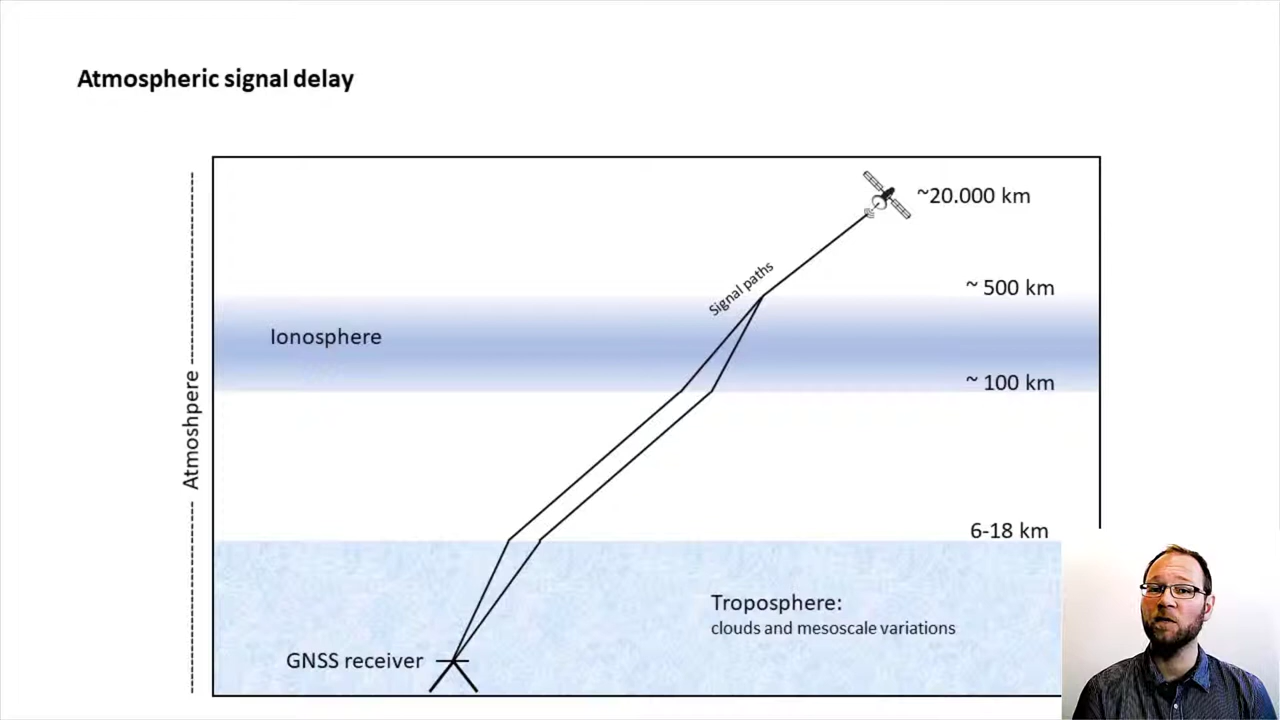 Atmospheric signal delay
~20.000 km
Signal paths
~ 500 km
Ionosphere
~ 100 km
Atmoshpere
6-18 km
Troposphere:
clouds and mesoscale variations
GNSS receiver